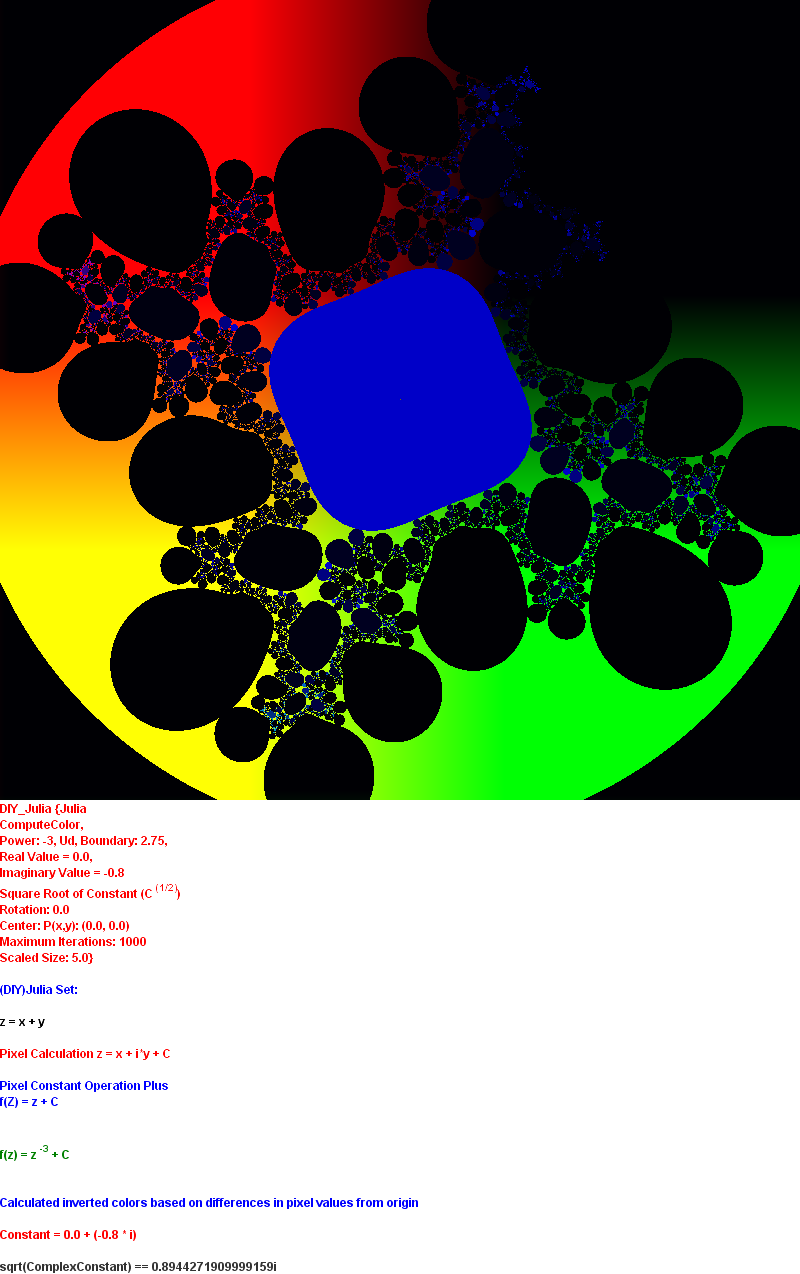 DIY_Julia {Julia
ComputeColor,
Power: -3, Ud, Boundary: 2.75,
Real Value = 0.0,
Imaginary Value = -0.8
Square Root of Constant (C (1/2))
Rotation: 0.0
Center: P(x,y): (0.0, 0.0)
Maximum Iterations: 1000
Scaled Size: 5.0}
(DIY)Julia Set:
z = x + y
Pixel Calculation z = x + i*y + C
Pixel Constant Operation Plus
f(Z) = z + C
f(z) = z -3 + C
Calculated inverted colors based on differences in pixel values from origin
Constant = 0.0 + (-0.8 * i)
sqrt(ComplexConstant) == 0.8944271909999159i